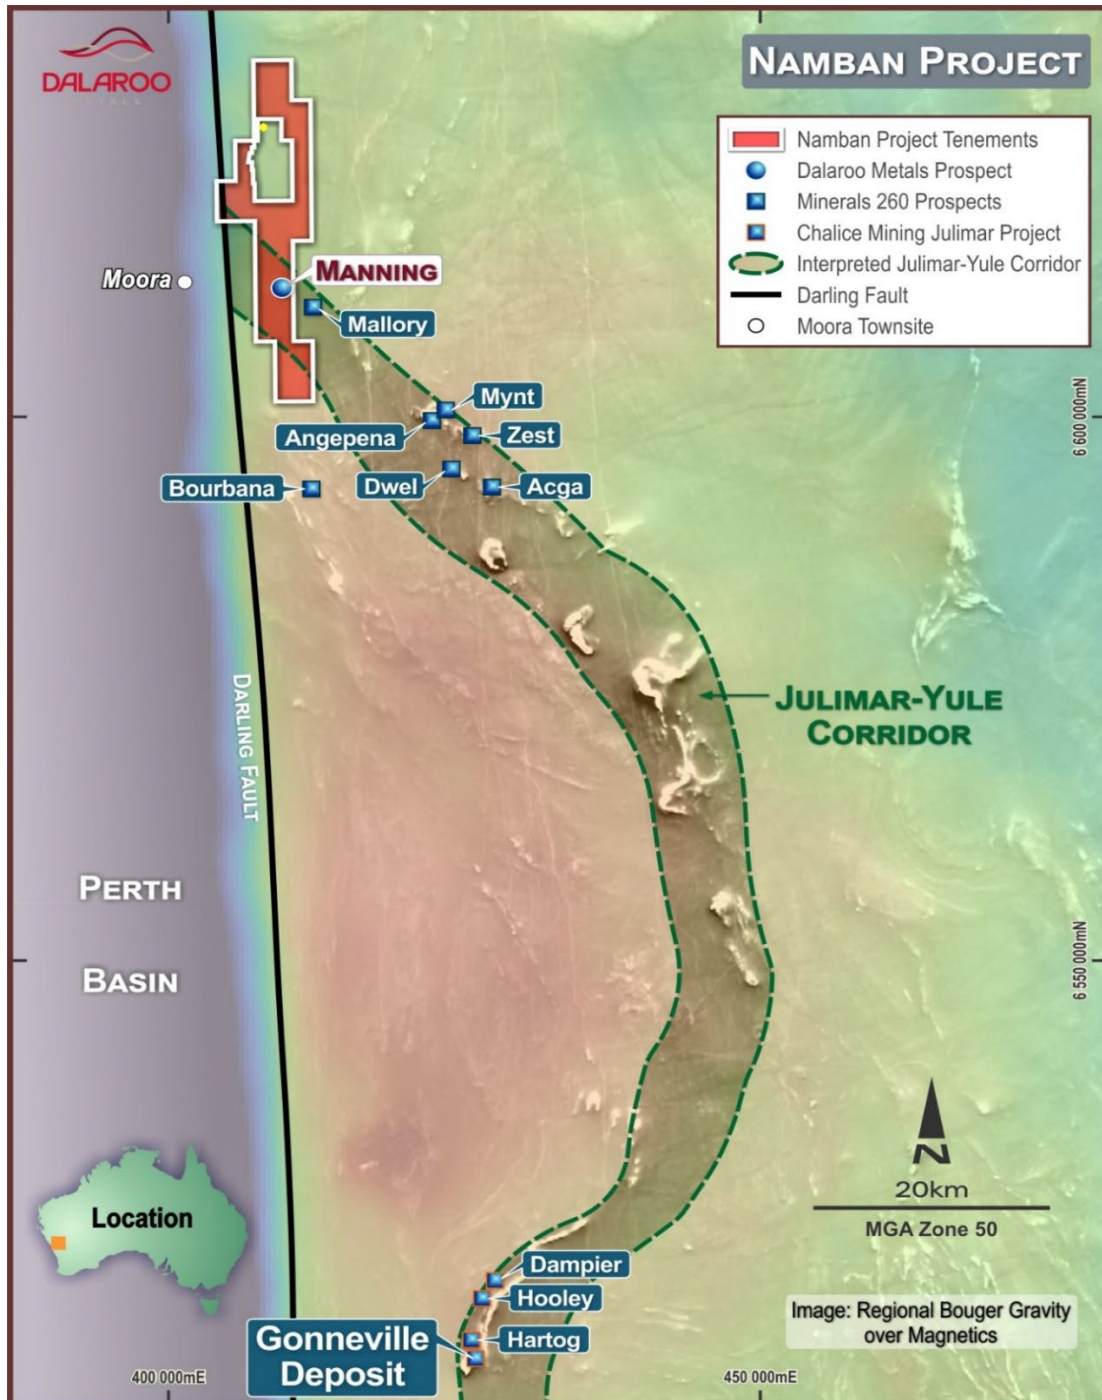 DALAROO
NAMBAN PROJECT
Namban Project Tenements
Dalaroo Metals Prospect
Minerals 260 Prospects
Chalice Mining Julimar Project
Interpreted Julimar-Yule Corridor
Darling Fault
Moora Townsite
Moora
MANNING
Mallory
Mynt
Angepena
Zest
Dwel
Acga
Bourbana
6 600 000mN
JULIMAR-YULE
CORRIDOR
DARLING FAULT
PERTH
BASIN
6 550 000mN
N
20km
MGA Zone 50
Location
Dampier
Hooley
Hartog
Gonneville
Deposit
Image: Regional Bouger Gravity
over Magnetics
400 000mE
450 000mE